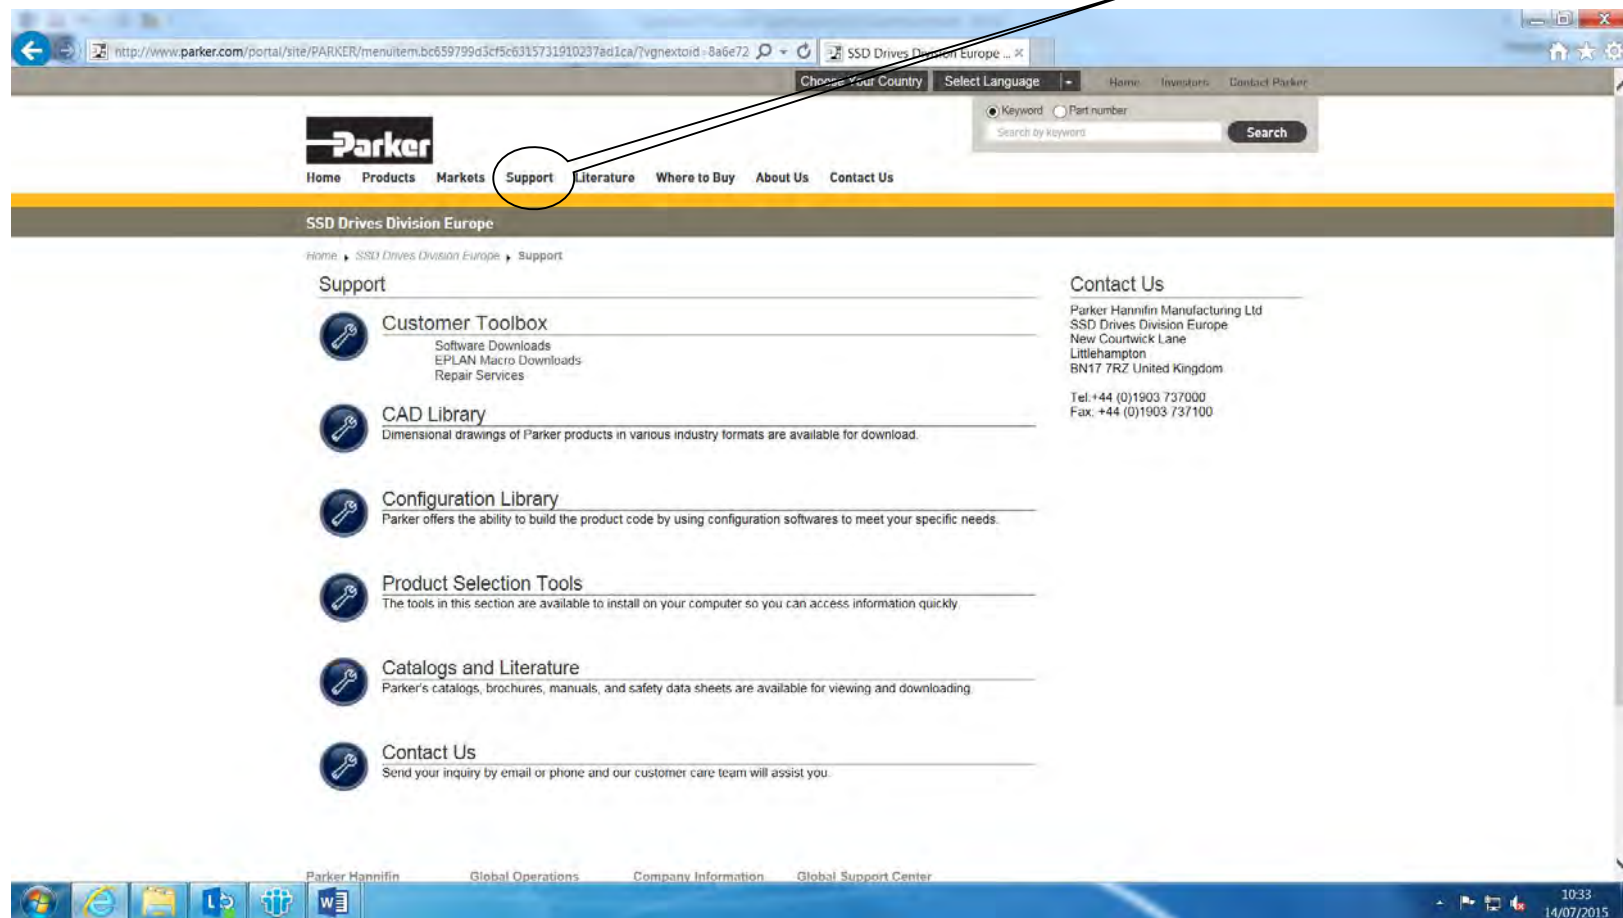 http://www.parker.com/portal/site/PARKER/menuitem.bc659799d3cf5c6315731910237ad1ca/?vgnextoid=8a6e72
SSD Drives Division Europe ...
Choose Your Country
Select Language
Home Investors Contact Parker
Keyword Part number
Search by keyword
Search
Parker
Home Products Markets Support Literature Where to Buy About Us Contact Us
SSD Drives Division Europe
Home SSD Drives Division Europe Support
Support
Customer Toolbox
Software Downloads
EPLAN Macro Downloads
Repair Services
CAD Library
Dimensional drawings of Parker products in various industry formats are available for download.
Configuration Library
Parker offers the ability to build the product code by using configuration softwares to meet your specific needs.
Product Selection Tools
The tools in this section are available to install on your computer so you can access information quickly.
Catalogs and Literature
Parker's catalogs, brochures, manuals, and safety data sheets are available for viewing and downloading.
Contact Us
Send your inquiry by email or phone and our customer care team will assist you.
Contact Us
Parker Hannifin Manufacturing Ltd
SSD Drives Division Europe
New Courtwick Lane
Littlehampton
BN17 7RZ United Kingdom
Tel:+44 (0)1903 737000
Fax: +44 (0)1903 737100
Parker Hannifin Global Operations Company Information Global Support Center
10:33
14/07/2015